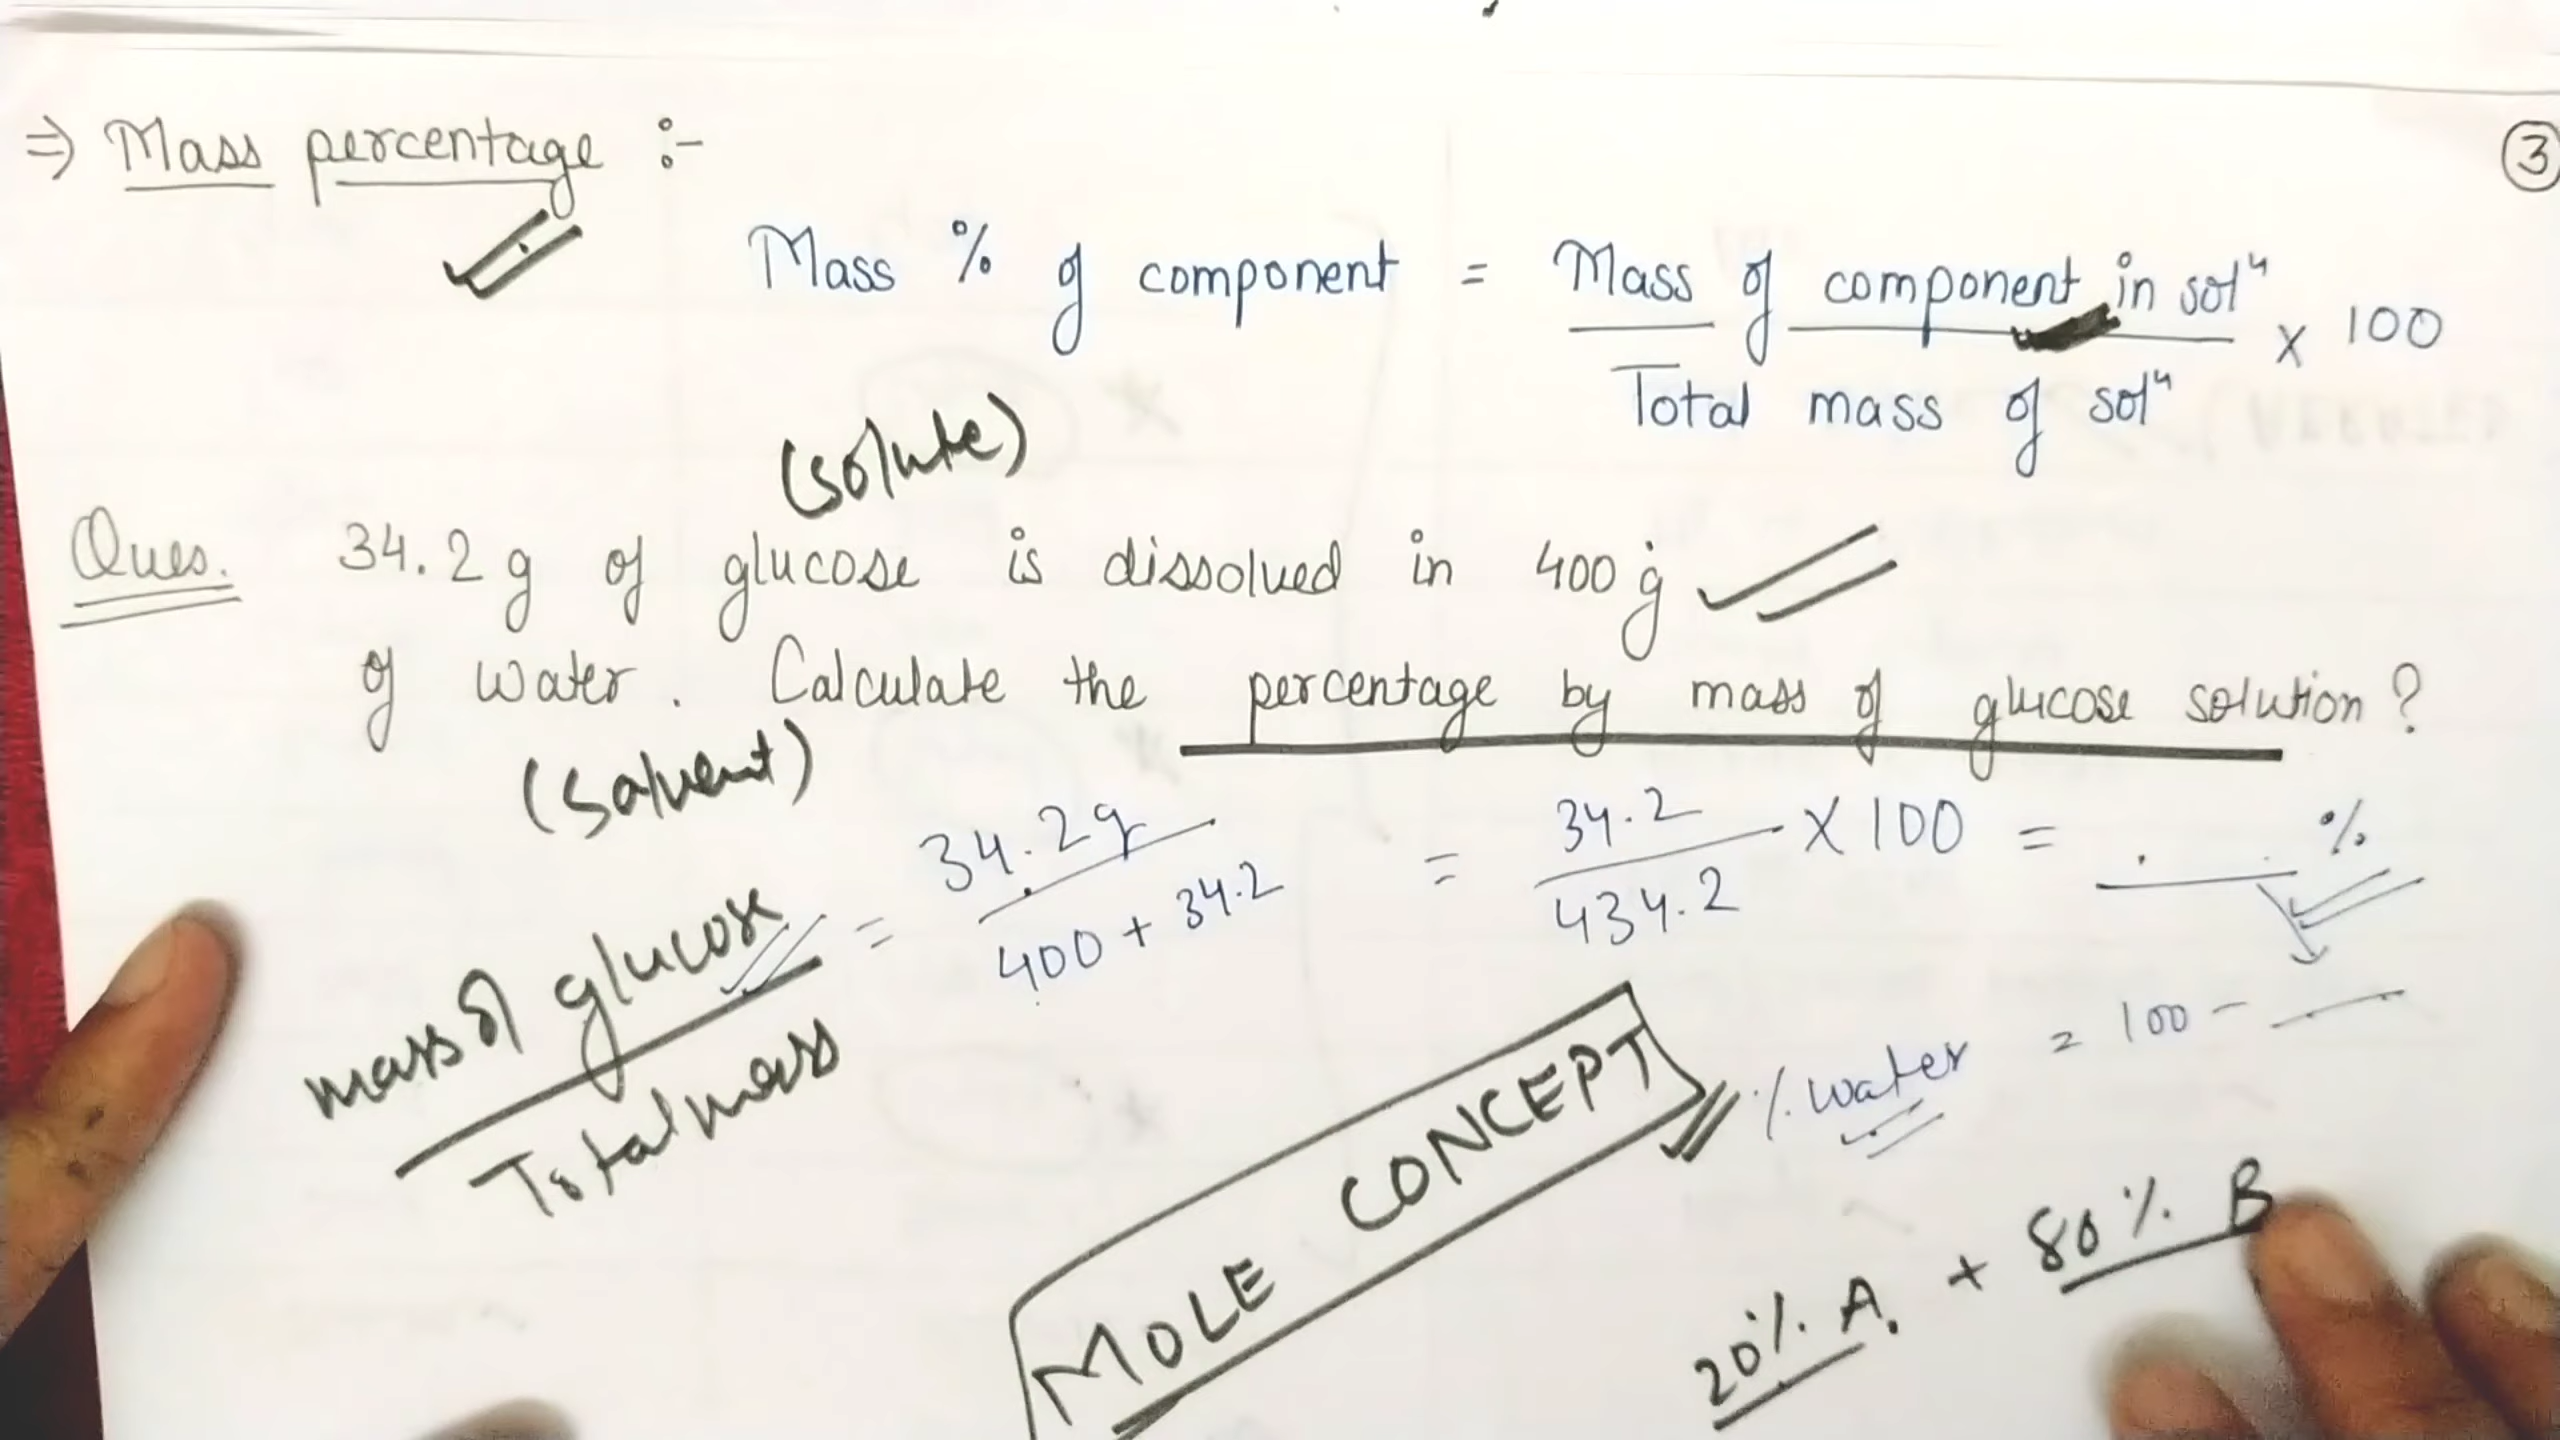 ⇒ Mass percentage :-
3
Mass % of component = Mass of component in solⁿ / Total mass of solⁿ × 100
(solute)
Ques. 34.2 g of glucose is dissolved in 400 g
of water. Calculate the percentage by mass of glucose solution ?
(Solvent)
mass of glucose / Total mass = 34.2g / 400 + 34.2 = 34.2 / 434.2 × 100 = ___ %
% water = 100 - ___
MOLE CONCEPT
20% A. + 80% B